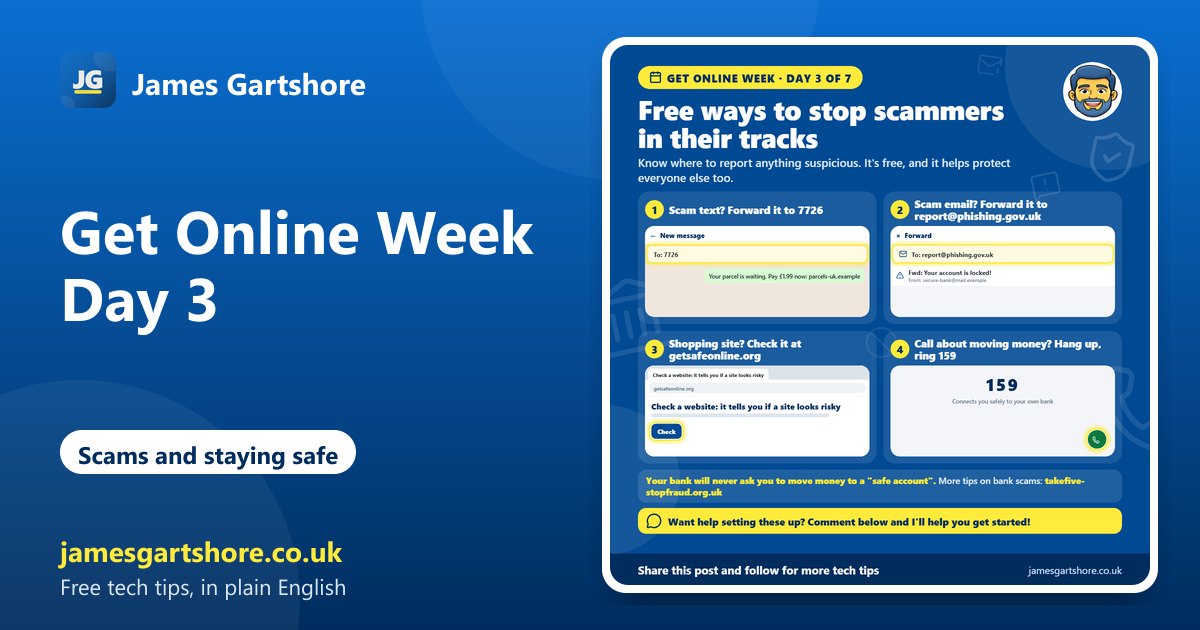 JG
James Gartshore
Get Online Week
Day 3
Scams and staying safe
jamesgartshore.co.uk
Free tech tips, in plain English
GET ONLINE WEEK · DAY 3 OF 7
Free ways to stop scammers
in their tracks
Know where to report anything suspicious. It's free, and it helps protect
everyone else too.
1 Scam text? Forward it to 7726
← New message
To: 7726
Your parcel is waiting. Pay £1.99 now: parcels-uk.example
2 Scam email? Forward it to
report@phishing.gov.uk
× Forward
To: report@phishing.gov.uk
Fwd: Your account is locked!
From: secure-bank@mail.example
3 Shopping site? Check it at
getsafeonline.org
Check a website: it tells you if a site looks risky
getsafeonline.org
Check a website: it tells you if a site looks risky
Check
4 Call about moving money? Hang up,
ring 159
159
Connects you safely to your own bank
Your bank will never ask you to move money to a "safe account". More tips on bank scams: takefive-
stopfraud.org.uk
Want help setting these up? Comment below and I'll help you get started!
Share this post and follow for more tech tips
jamesgartshore.co.uk